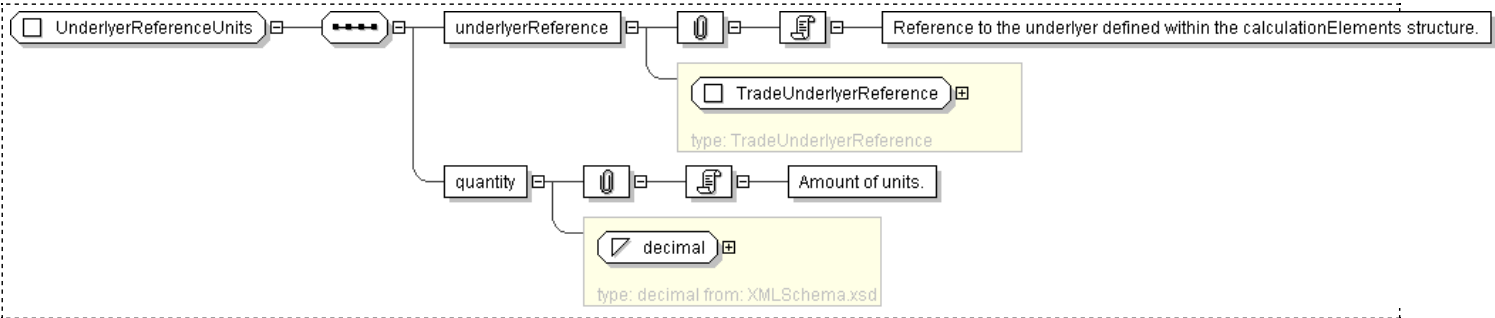 UnderlyerReferenceUnits
underlyerReference
Reference to the underlyer defined within the calculationElements structure.
TradeUnderlyerReference
type: TradeUnderlyerReference
quantity
Amount of units.
decimal
type: decimal from: XMLSchema.xsd